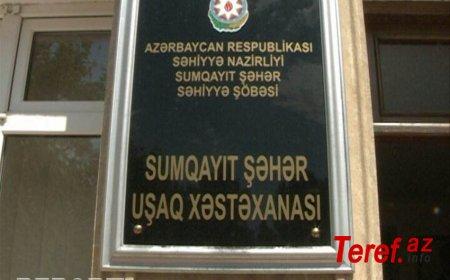 AZƏRBAYCAN RESPUBLİKASI
SƏHİYYƏ NAZİRLİYİ
SUMQAYIT ŞƏHƏR
SƏHİYYƏ ŞÖBƏSİ
SUMQAYIT ŞƏHƏR
UŞAQ XƏSTƏXANASI
Teref.az
info